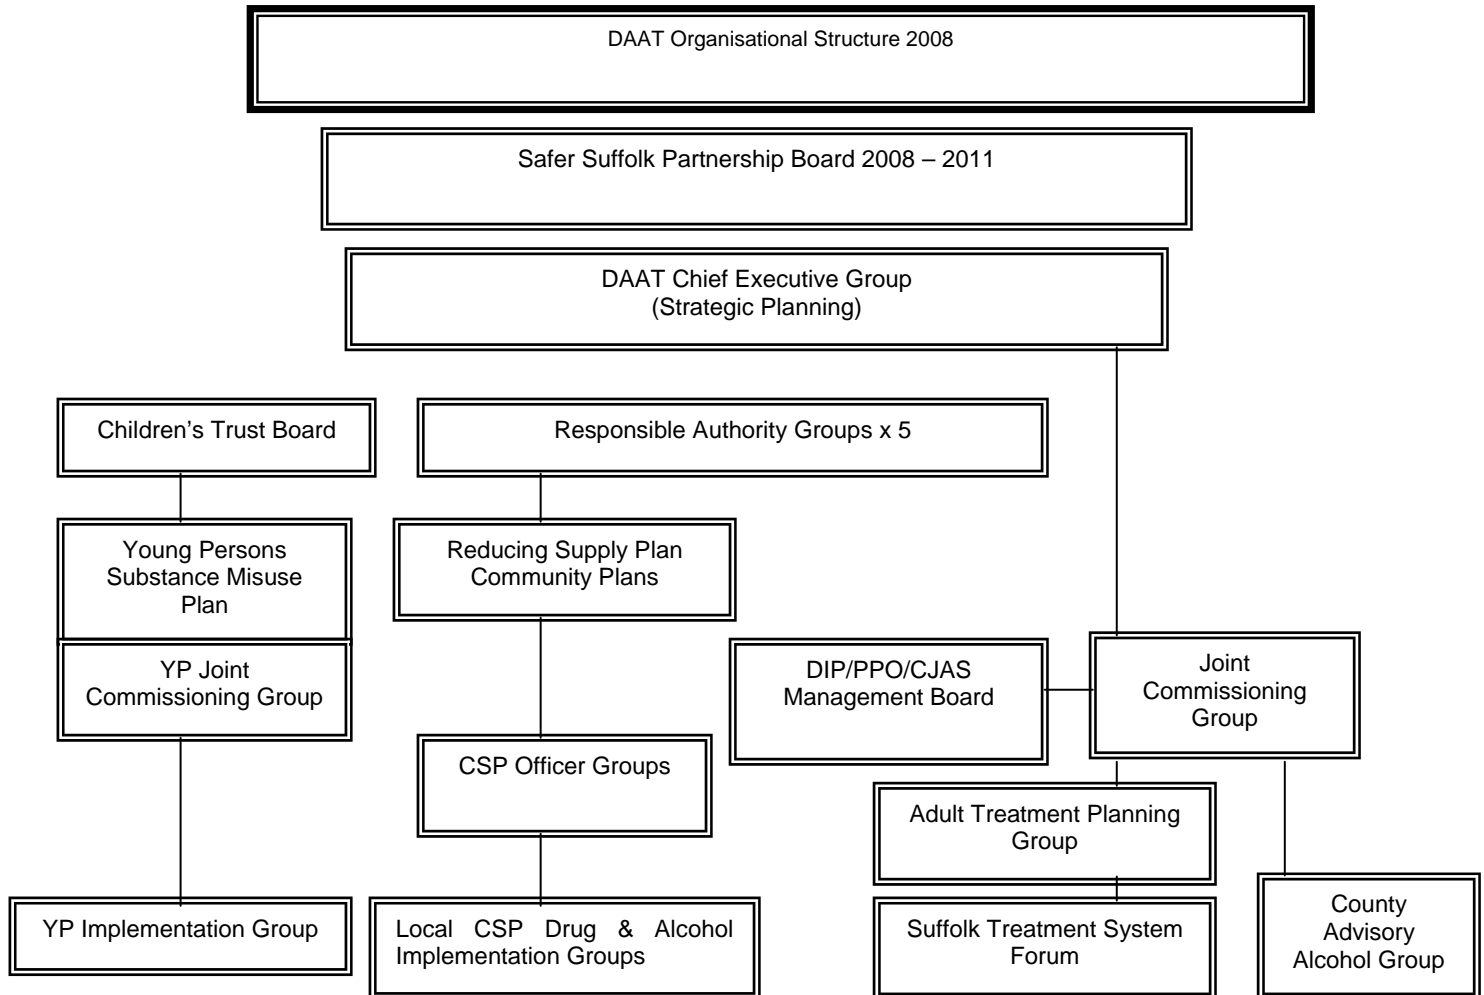 DAAT Organisational Structure 2008
Safer Suffolk Partnership Board 2008 – 2011
DAAT Chief Executive Group
(Strategic Planning)
Children’s Trust Board
Responsible Authority Groups x 5
Young Persons
Substance Misuse
Plan
Reducing Supply Plan
Community Plans
YP Joint
Commissioning Group
DIP/PPO/CJAS
Management Board
Joint
Commissioning
Group
CSP Officer Groups
Adult Treatment Planning
Group
YP Implementation Group
Local CSP Drug & Alcohol
Implementation Groups
Suffolk Treatment System
Forum
County
Advisory
Alcohol Group